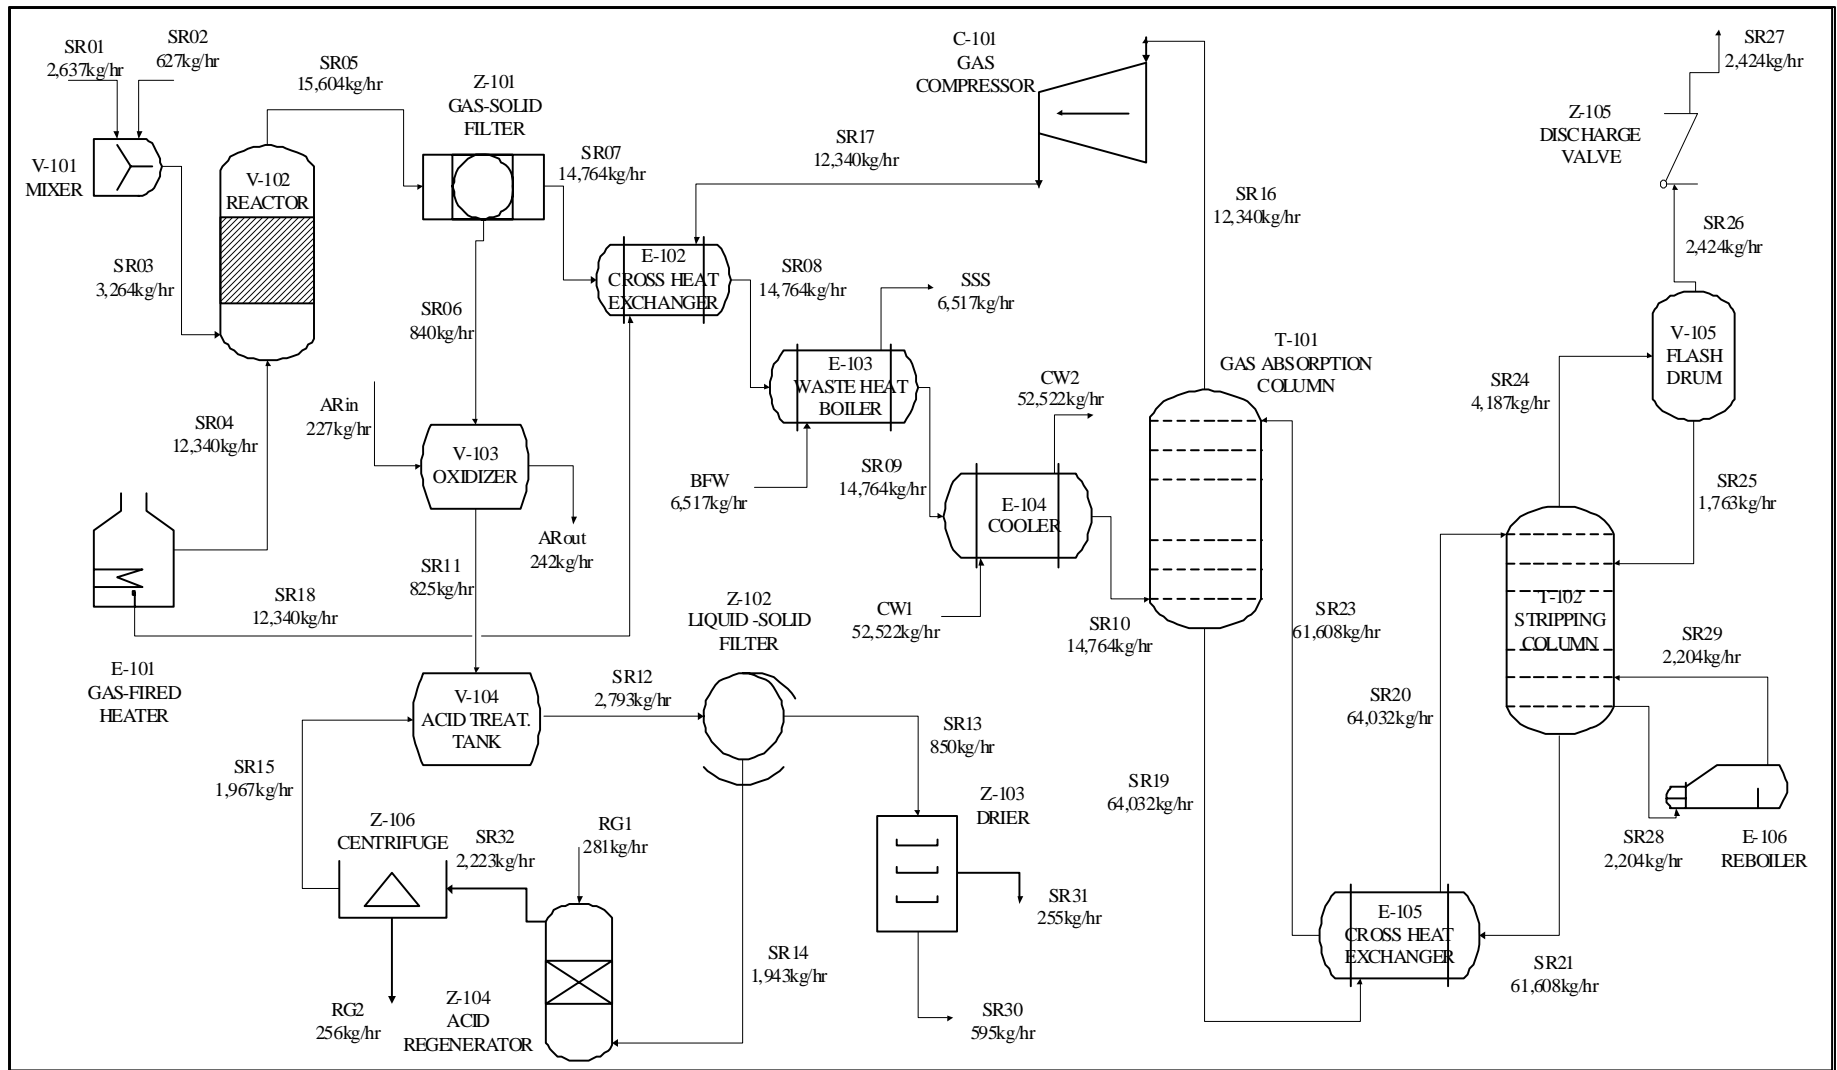 SR01
2,637kg/hr
SR02
627kg/hr
SR05
15,604kg/hr
Z-101
GAS-SOLID
FILTER
C-101
GAS
COMPRESSOR
SR27
2,424kg/hr
Z-105
DISCHARGE
VALVE
V-101
MIXER
V-102
REACTOR
SR07
14,764kg/hr
SR17
12,340kg/hr
SR16
12,340kg/hr
SR26
2,424kg/hr
SR03
3,264kg/hr
SR06
840kg/hr
E-102
CROSS HEAT
EXCHANGER
SR08
14,764kg/hr
SSS
6,517kg/hr
T-101
GAS ABSORPTION
COLUMN
V-105
FLASH
DRUM
SR04
12,340kg/hr
ARin
227kg/hr
V-103
OXIDIZER
E-103
WASTE HEAT
BOILER
CW2
52,522kg/hr
SR24
4,187kg/hr
BFW
6,517kg/hr
SR09
14,764kg/hr
E-104
COOLER
SR25
1,763kg/hr
ARout
242kg/hr
SR11
825kg/hr
SR18
12,340kg/hr
Z-102
LIQUID -SOLID
FILTER
CW1
52,522kg/hr
SR10
14,764kg/hr
SR23
61,608kg/hr
T-102
STRIPPING
COLUMN
SR29
2,204kg/hr
E-101
GAS-FIRED
HEATER
V-104
ACID TREAT.
TANK
SR12
2,793kg/hr
SR13
850kg/hr
SR20
64,032kg/hr
SR15
1,967kg/hr
SR19
64,032kg/hr
Z-103
DRIER
Z-106
CENTRIFUGE
SR32
2,223kg/hr
RG1
281kg/hr
SR28
2,204kg/hr
E-106
REBOILER
SR31
255kg/hr
E-105
CROSS HEAT
EXCHANGER
SR14
1,943kg/hr
SR21
61,608kg/hr
RG2
256kg/hr
Z-104
ACID
REGENERATOR
SR30
595kg/hr